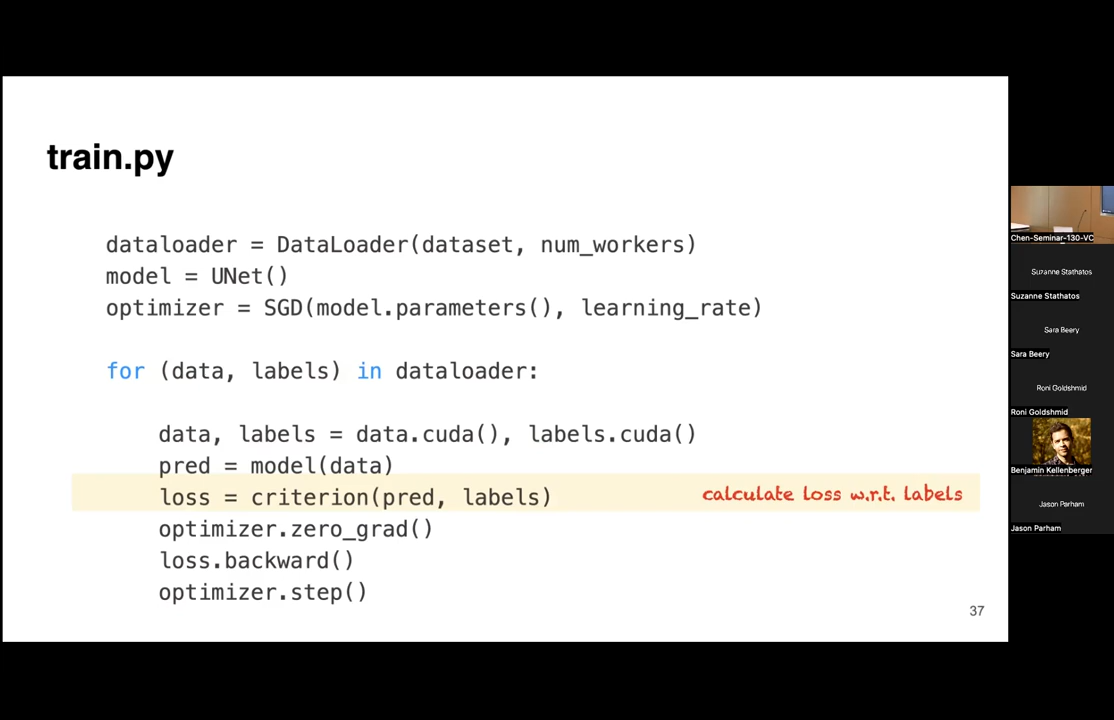 train.py
dataloader = DataLoader(dataset, num_workers)
model = UNet()
optimizer = SGD(model.parameters(), learning_rate)
for (data, labels) in dataloader:
data, labels = data.cuda(), labels.cuda()
pred = model(data)
loss = criterion(pred, labels)
calculate loss w.r.t. labels
optimizer.zero_grad()
loss.backward()
optimizer.step()
37
Chen-Seminar-130-VC
Suzanne Stathatos
Suzanne Stathatos
Sara Beery
Sara Beery
Roni Goldshmid
Roni Goldshmid
Benjamin Kellenberger
Jason Parham
Jason Parham